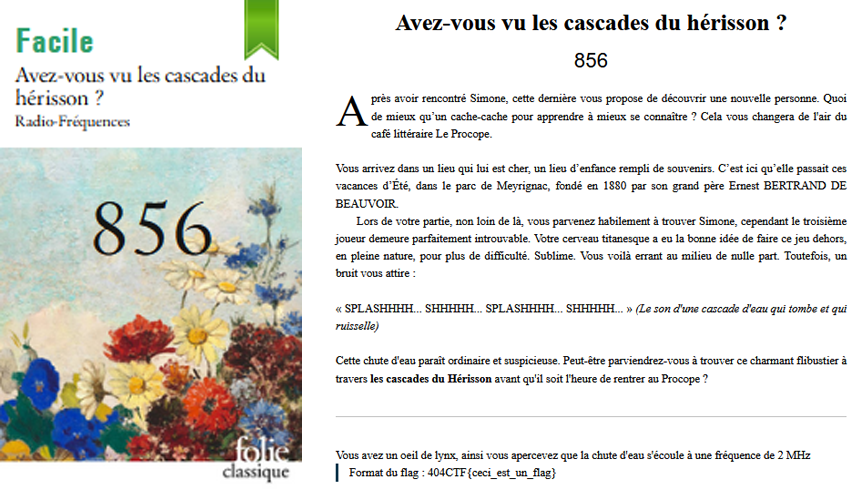 Facile
Avez-vous vu les cascades du
hérisson ?
Radio-Fréquences
856
folie
classique
Avez-vous vu les cascades du hérisson ?
856
Après avoir rencontré Simone, cette dernière vous propose de découvrir une nouvelle personne. Quoi
de mieux qu’un cache-cache pour apprendre à mieux se connaître ? Cela vous changera de l'air du
café littéraire Le Procope.
Vous arrivez dans un lieu qui lui est cher, un lieu d’enfance rempli de souvenirs. C’est ici qu’elle passait ces
vacances d’Été, dans le parc de Meyrignac, fondé en 1880 par son grand père Ernest BERTRAND DE
BEAUVOIR.
Lors de votre partie, non loin de là, vous parvenez habilement à trouver Simone, cependant le troisième
joueur demeure parfaitement introuvable. Votre cerveau titanesque a eu la bonne idée de faire ce jeu dehors,
en pleine nature, pour plus de difficulté. Sublime. Vous voilà errant au milieu de nulle part. Toutefois, un
bruit vous attire :
« SPLASHHHH... SHHHHH... SPLASHHHH... SHHHHH... » (Le son d'une cascade d'eau qui tombe et qui
ruisselle)
Cette chute d'eau paraît ordinaire et suspicieuse. Peut-être parviendrez-vous à trouver ce charmant flibustier à
travers les cascades du Hérisson avant qu'il soit l'heure de rentrer au Procope ?
Vous avez un oeil de lynx, ainsi vous apercevez que la chute d'eau s'écoule à une fréquence de 2 MHz
Format du flag : 404CTF{ceci_est_un_flag}